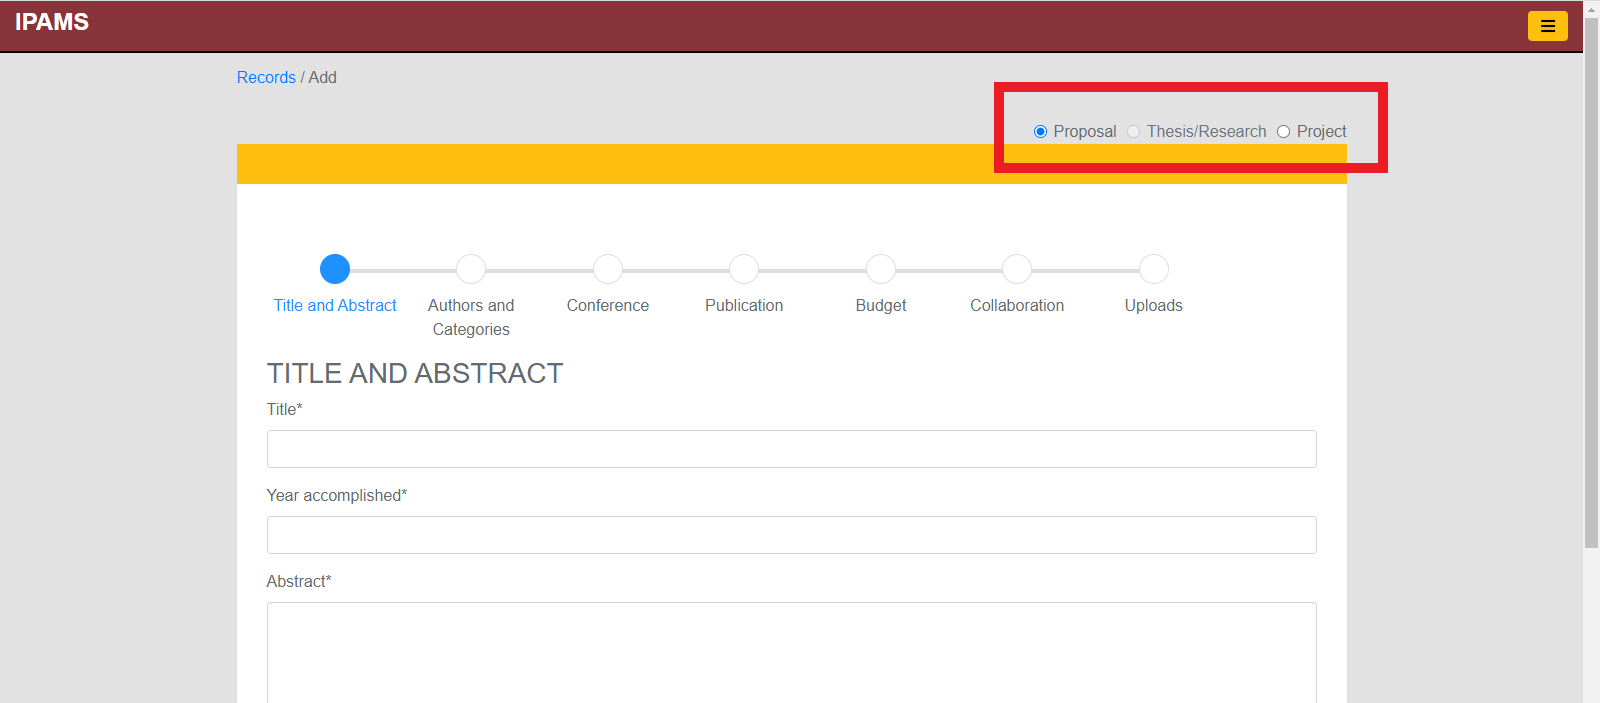 IPAMS
Records / Add
Proposal Thesis/Research Project
Title and Abstract
Authors and Categories
Conference
Publication
Budget
Collaboration
Uploads
TITLE AND ABSTRACT
Title*
Year accomplished*
Abstract*